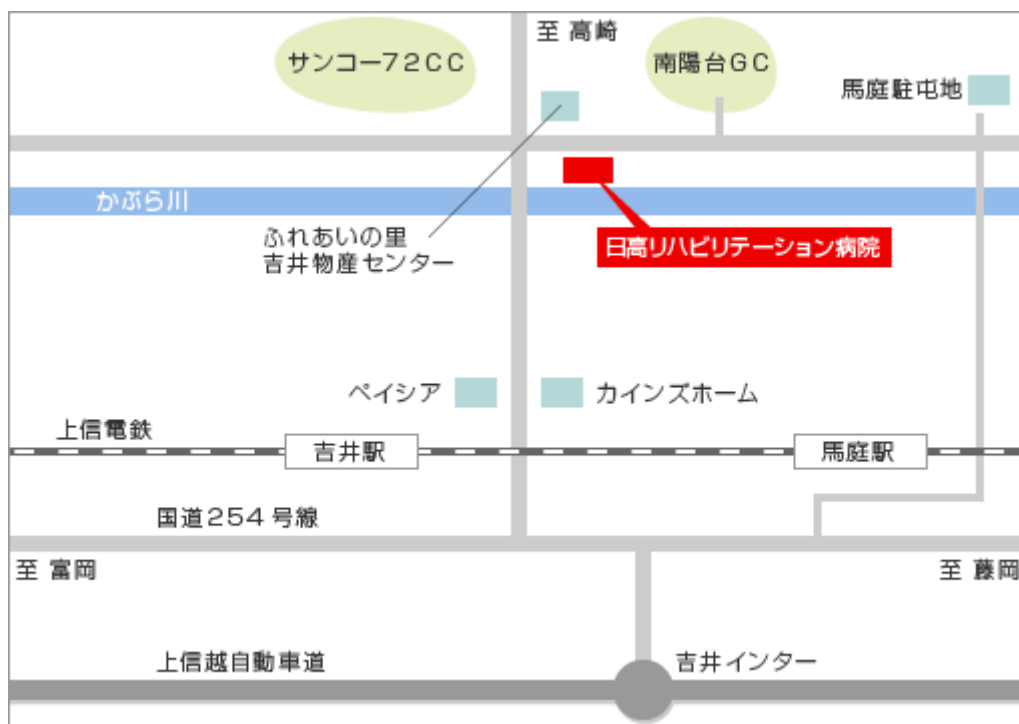 至 高崎
サンコー７２ＣＣ
南陽台ＧＣ
馬庭駐屯地
かぶら川
ふれあいの里
吉井物産センター
日高リハビリテーション病院
ベイシア
カインズホーム
上信電鉄
吉井駅
馬庭駅
国道２５４号線
至 富岡
至 藤岡
上信越自動車道
吉井インター